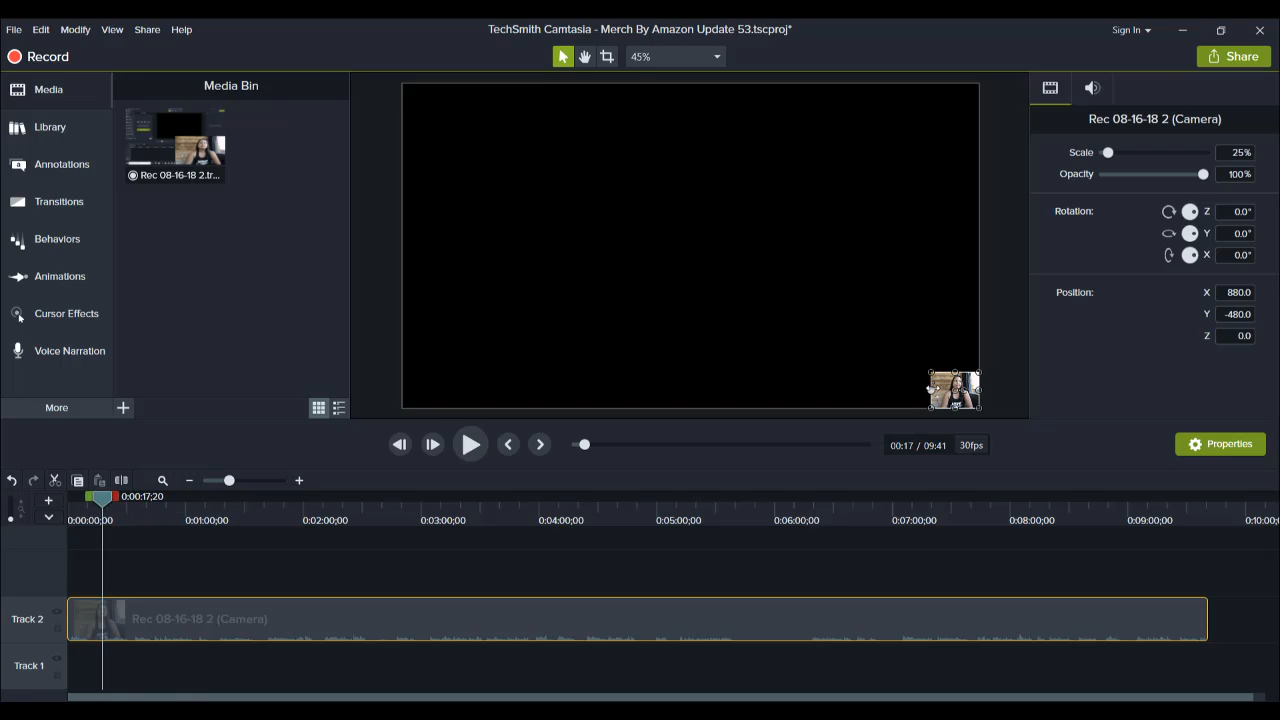 File Edit Modify View Share Help
TechSmith Camtasia - Merch By Amazon Update 53.tscproj*
Sign In
Record
45%
Share
Media
Library
Annotations
Transitions
Behaviors
Animations
Cursor Effects
Voice Narration
More
Media Bin
Rec 08-16-18 2.tr...
Rec 08-16-18 2 (Camera)
Scale 25%
Opacity 100%
Rotation: Z 0.0°
Y 0.0°
X 0.0°
Position: X 880.0
Y -480.0
Z 0.0
00:17 / 09:41 30fps
Properties
0:00:17;20
0:00:00;00 0:01:00;00 0:02:00;00 0:03:00;00 0:04:00;00 0:05:00;00 0:06:00;00 0:07:00;00 0:08:00;00 0:09:00;00 0:10:00;
Track 2
Rec 08-16-18 2 (Camera)
Track 1